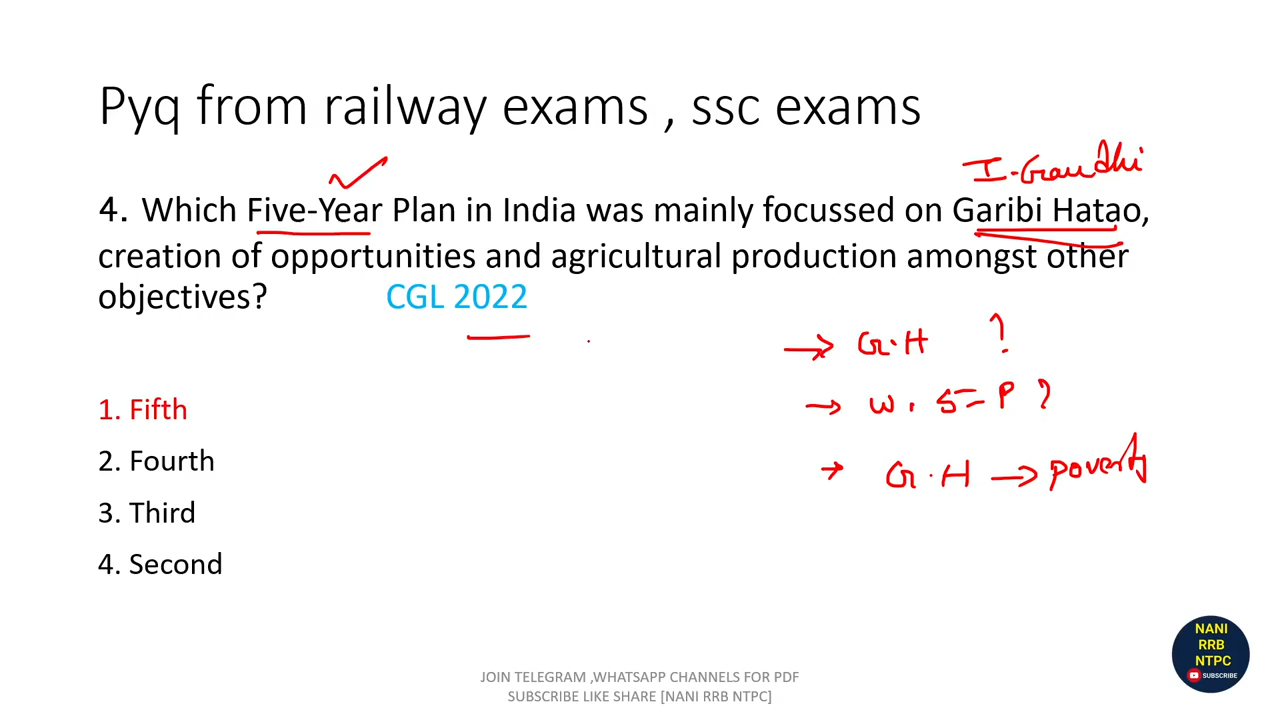 Pyq from railway exams , ssc exams
I. Gandhi
4. Which Five-Year Plan in India was mainly focussed on Garibi Hatao,
creation of opportunities and agricultural production amongst other
objectives? CGL 2022
→ G.H ?
→ W. S = P ?
→ G.H → poverty
1. Fifth
2. Fourth
3. Third
4. Second
NANI
RRB
NTPC
SUBSCRIBE
JOIN TELEGRAM ,WHATSAPP CHANNELS FOR PDF
SUBSCRIBE LIKE SHARE [NANI RRB NTPC]